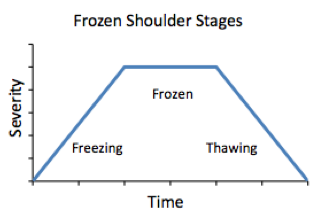 Frozen Shoulder Stages
Severity
Frozen
Freezing
Thawing
Time